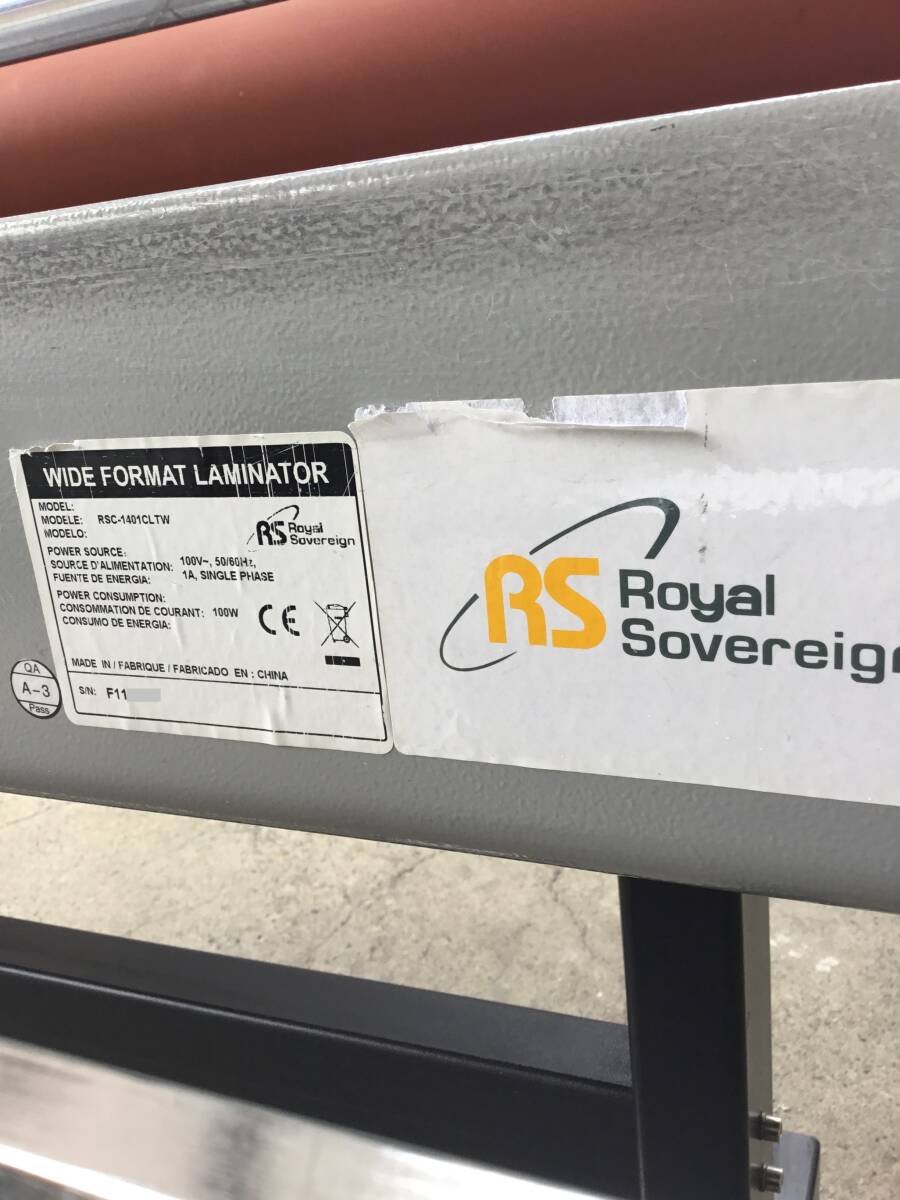 WIDE FORMAT LAMINATOR
MODEL:
MODELE: RSC-1401CLTW
MODELO:
RS Royal
Sovereign
POWER SOURCE:
SOURCE D'ALIMENTATION: 100V~, 50/60Hz,
FUENTE DE ENERGIA: 1A, SINGLE PHASE
POWER CONSUMPTION:
CONSOMMATION DE COURANT: 100W
CONSUMO DE ENERGIA:
CE
MADE IN / FABRIQUE / FABRICADO EN : CHINA
S/N: F11
QA
A-3
Pass
RS Royal
Sovereign